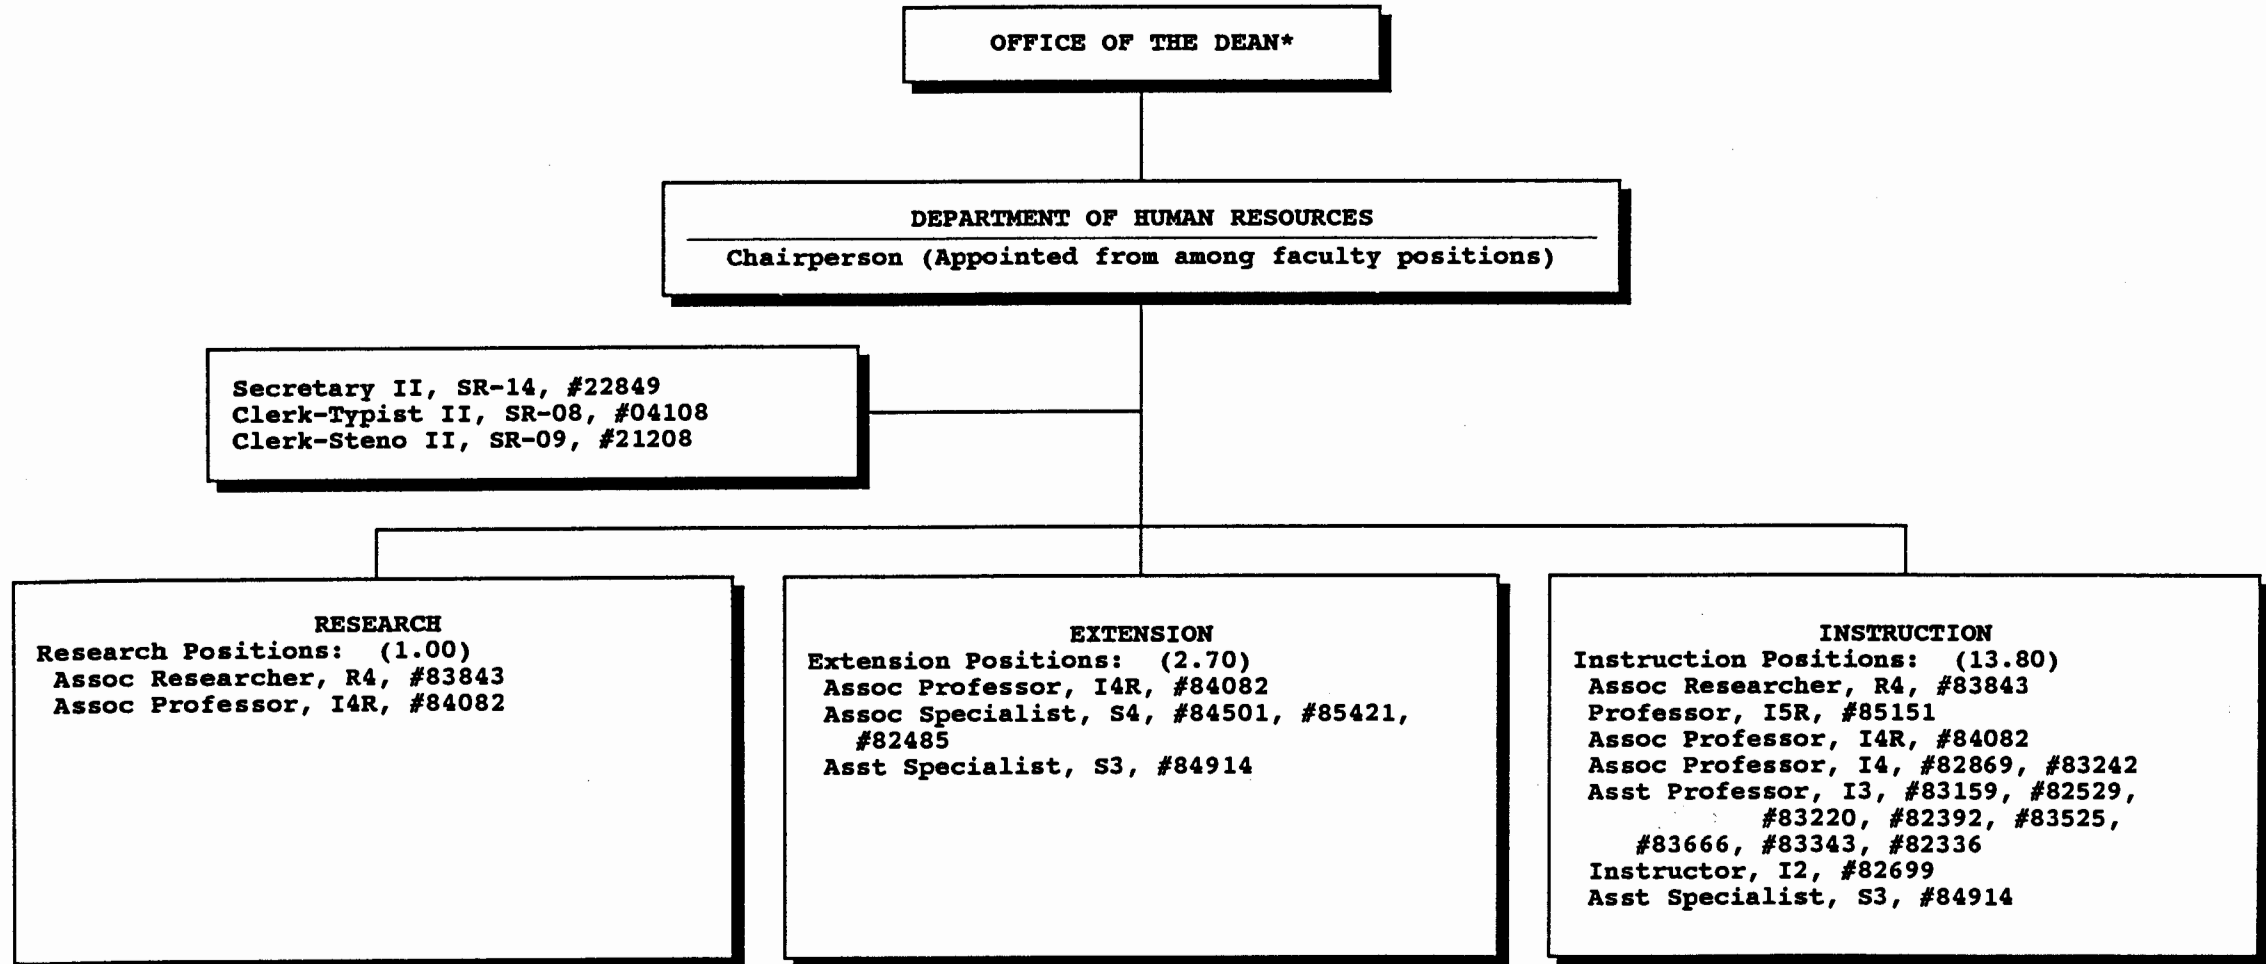 OFFICE OF THE DEAN*
DEPARTMENT OF HUMAN RESOURCES
Chairperson (Appointed from among faculty positions)
Secretary II, SR-14, #22849
Clerk-Typist II, SR-08, #04108
Clerk-Steno II, SR-09, #21208
RESEARCH
Research Positions: (1.00)
Assoc Researcher, R4, #83843
Assoc Professor, I4R, #84082
EXTENSION
Extension Positions: (2.70)
Assoc Professor, I4R, #84082
Assoc Specialist, S4, #84501, #85421,
#82485
Asst Specialist, S3, #84914
INSTRUCTION
Instruction Positions: (13.80)
Assoc Researcher, R4, #83843
Professor, I5R, #85151
Assoc Professor, I4R, #84082
Assoc Professor, I4, #82869, #83242
Asst Professor, I3, #83159, #82529,
#83220, #82392, #83525,
#83666, #83343, #82336
Instructor, I2, #82699
Asst Specialist, S3, #84914